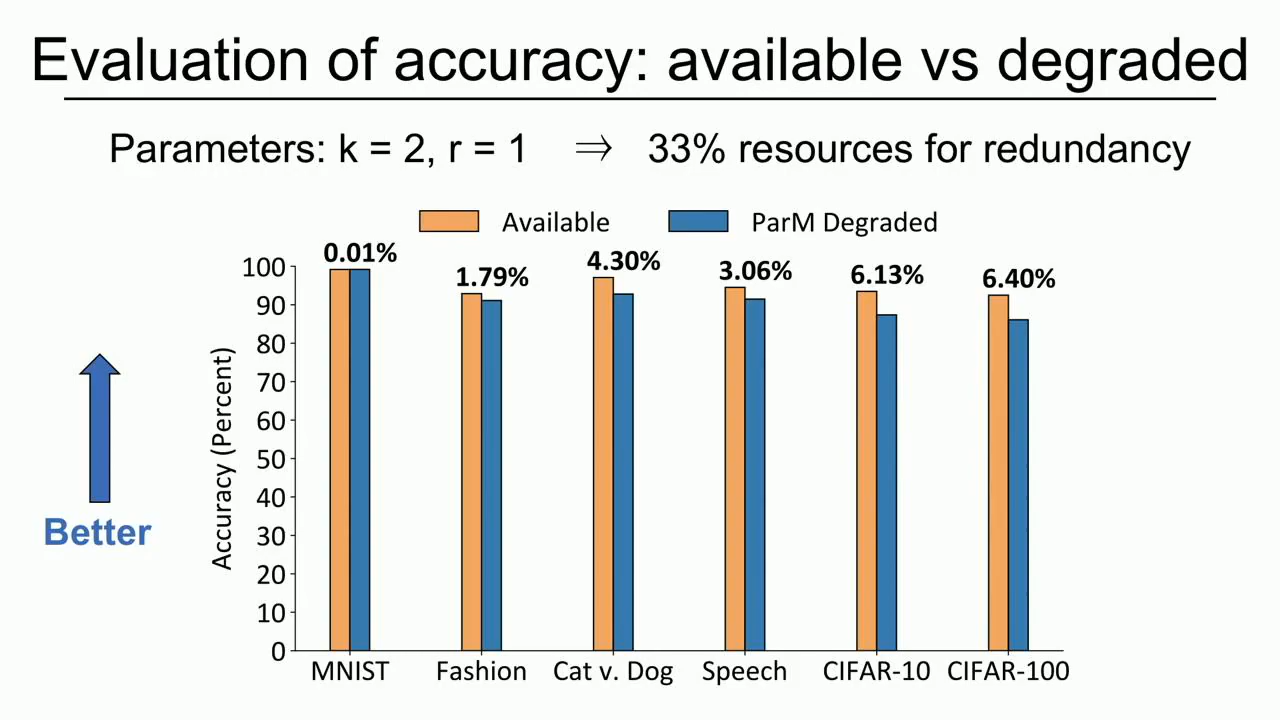 Evaluation of accuracy: available vs degraded
Parameters: k = 2, r = 1 ⇒ 33% resources for redundancy
Available ParM Degraded
0.01%
1.79%
4.30%
3.06%
6.13%
6.40%
Accuracy (Percent)
100
90
80
70
60
50
40
30
20
10
0
MNIST Fashion Cat v. Dog Speech CIFAR-10 CIFAR-100
Better